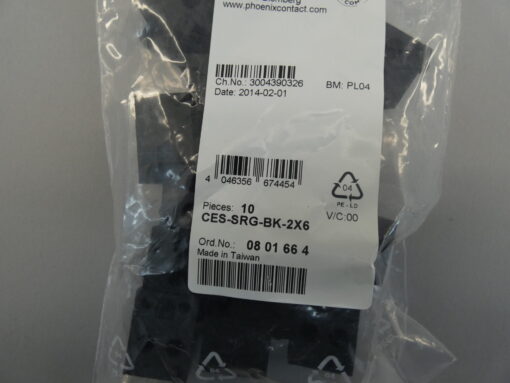 www.phoenixcontact.com
COM
Ch.No.: 3004390326
BM: PL04
Date: 2014-02-01
4 046356 674454
04
PE-LD
Pieces: 10
V/C:00
CES-SRG-BK-2X6
Ord.No.: 08 01 66 4
Made in Taiwan